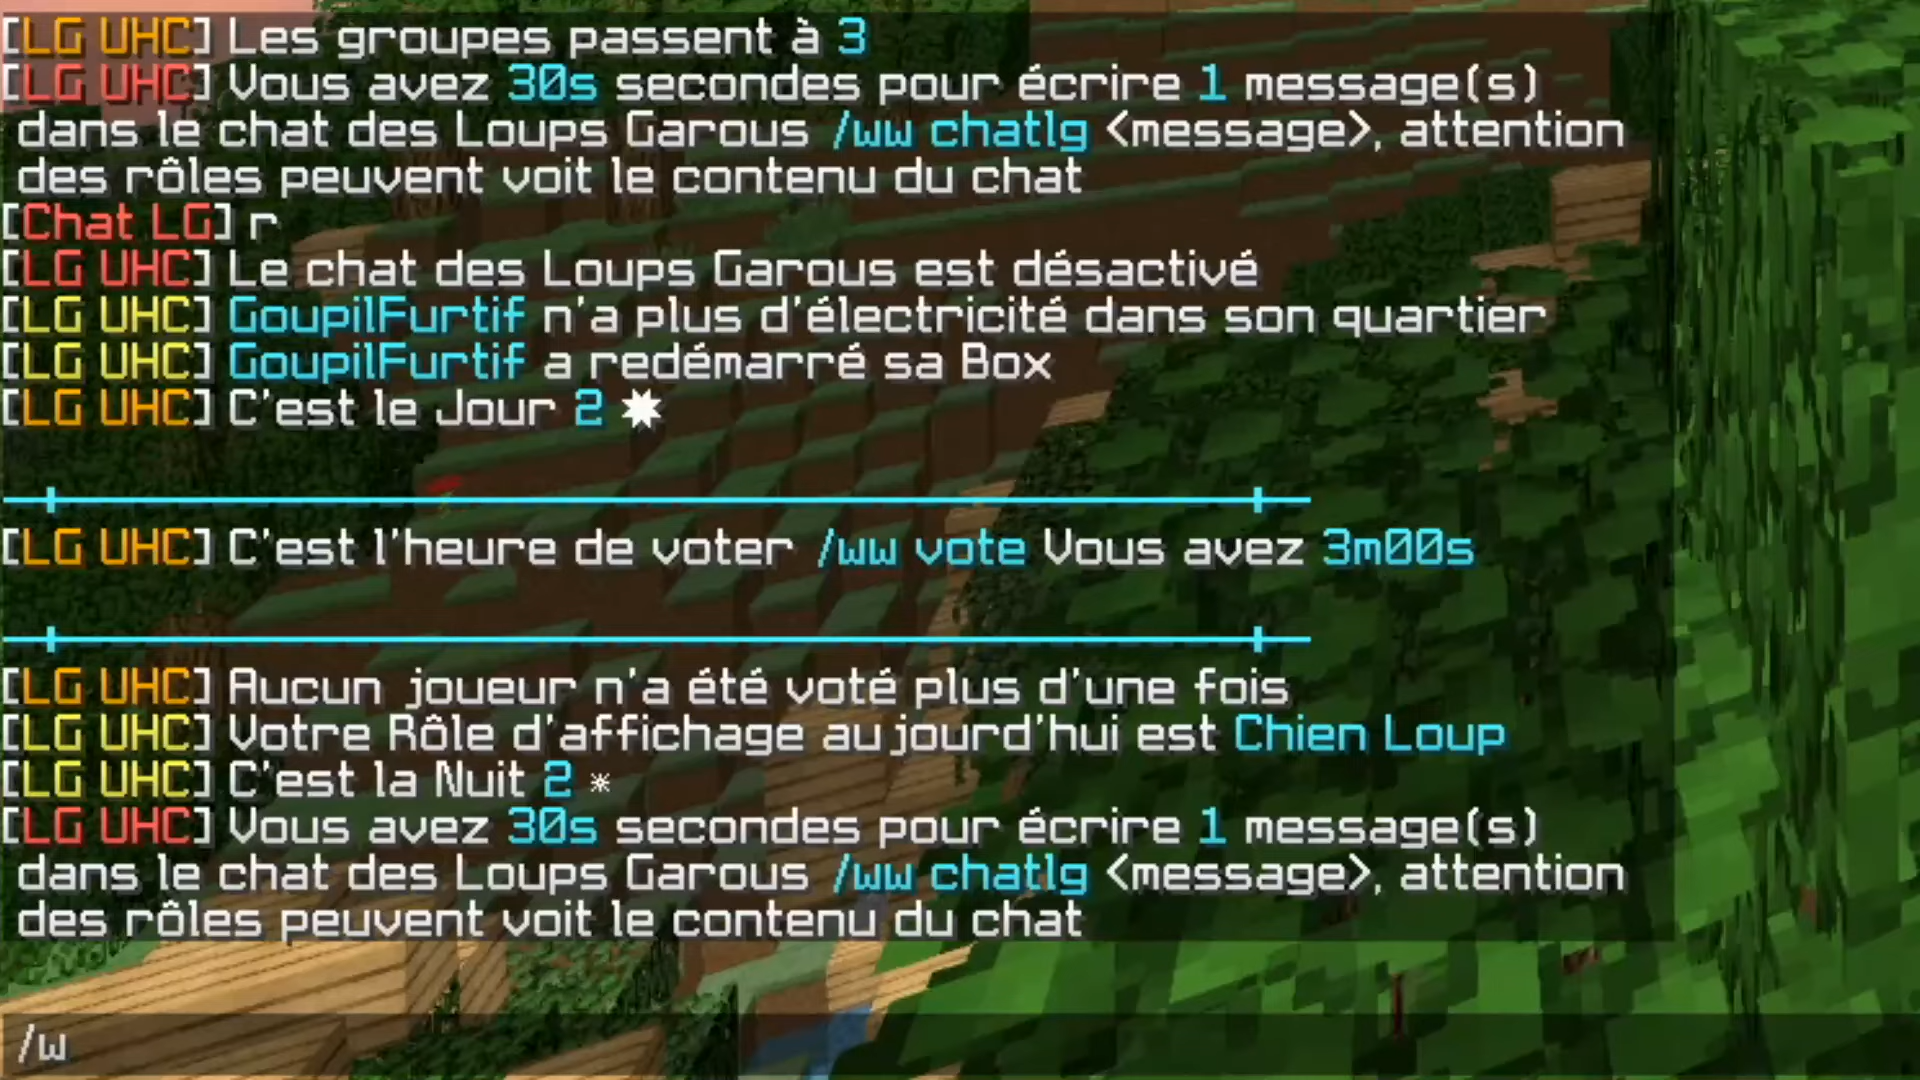 [LG UHC] Les groupes passent à 3
[LG UHC] Vous avez 30s secondes pour écrire 1 message(s)
dans le chat des Loups Garous /ww chatlg <message>, attention
des rôles peuvent voit le contenu du chat
[Chat LG] r
[LG UHC] Le chat des Loups Garous est désactivé
[LG UHC] GoupilFurtif n'a plus d'électricité dans son quartier
[LG UHC] GoupilFurtif a redémarré sa Box
[LG UHC] C'est le Jour 2 ✸
[LG UHC] C'est l'heure de voter /ww vote Vous avez 3m00s
[LG UHC] Aucun joueur n'a été voté plus d'une fois
[LG UHC] Votre Rôle d'affichage aujourd'hui est Chien Loup
[LG UHC] C'est la Nuit 2 ☀
[LG UHC] Vous avez 30s secondes pour écrire 1 message(s)
dans le chat des Loups Garous /ww chatlg <message>, attention
des rôles peuvent voit le contenu du chat
/w